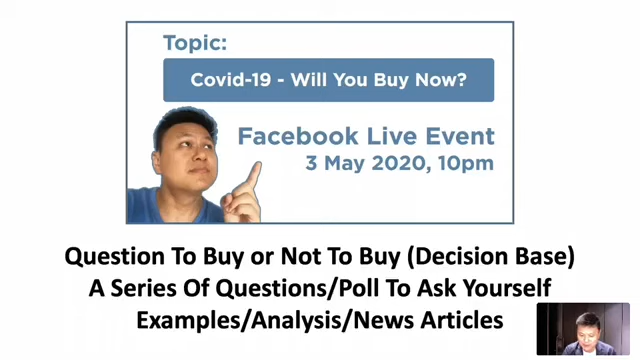 Topic:
Covid-19 - Will You Buy Now?
Facebook Live Event
3 May 2020, 10pm
Question To Buy or Not To Buy (Decision Base)
A Series Of Questions/Poll To Ask Yourself
Examples/Analysis/News Articles